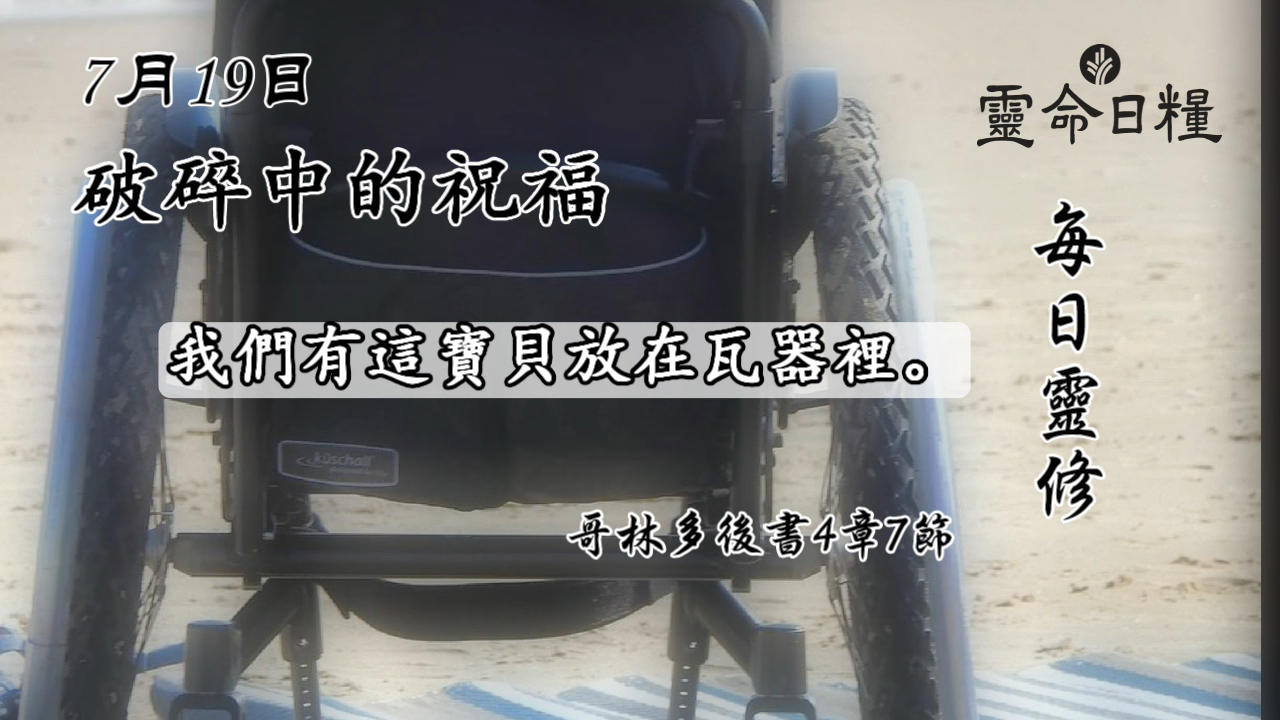 7月19日
靈命日糧
破碎中的祝福
每日靈修
我們有這寶貝放在瓦器裡。
küschall
哥林多後書4章7節